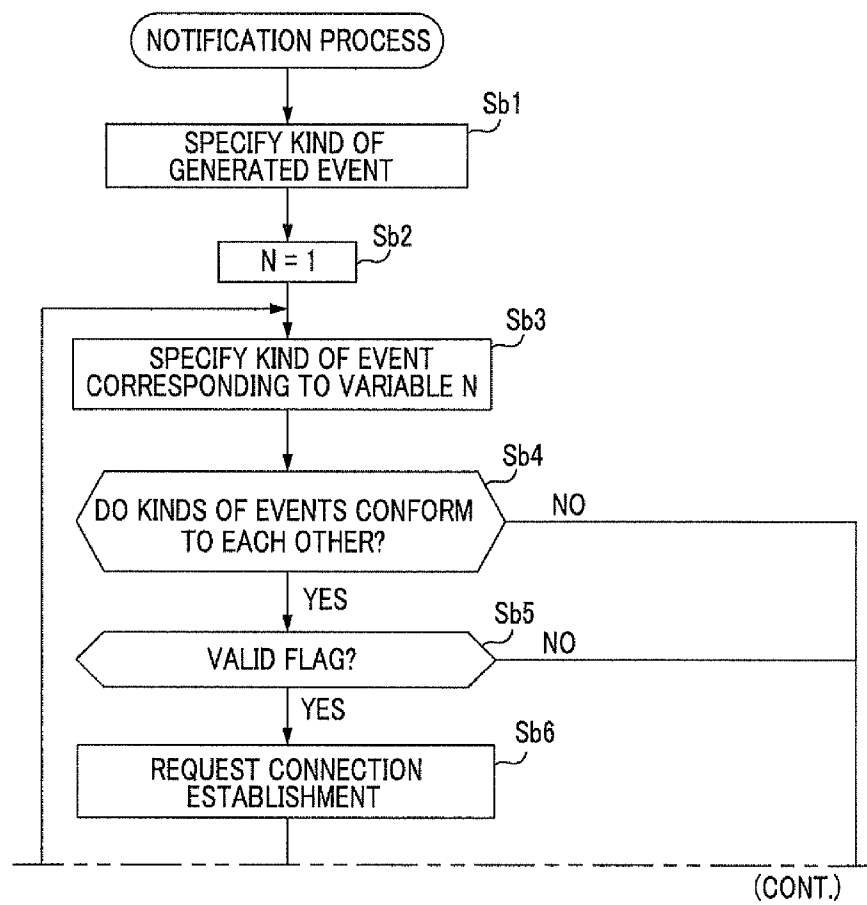 NOTIFICATION PROCESS
Sb1
SPECIFY KIND OF
GENERATED EVENT
Sb2
N = 1
Sb3
SPECIFY KIND OF EVENT
CORRESPONDING TO VARIABLE N
Sb4
DO KINDS OF EVENTS CONFORM
TO EACH OTHER?
NO
YES
Sb5
VALID FLAG?
NO
YES
Sb6
REQUEST CONNECTION
ESTABLISHMENT
(CONT.)